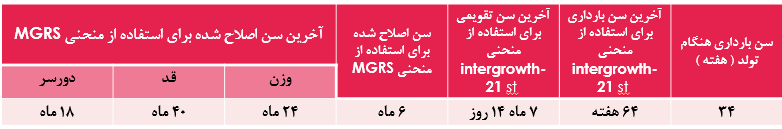 سن بارداری هنگام
تولد ( هفته )
آخرین سن بارداری
برای استفاده از
منحنی
intergrowth-
21 st
آخرین سن تقویمی
برای استفاده از
منحنی
intergrowth-
21 st
سن اصلاح شده
برای استفاده از
منحنی MGRS
آخرین سن اصلاح شده برای استفاده از منحنی MGRS
وزن
قد
دورسر
۳۴
۶۴ هفته
۷ ماه ۱۴ روز
۶ ماه
۲۴ ماه
۴۰ ماه
۱۸ ماه